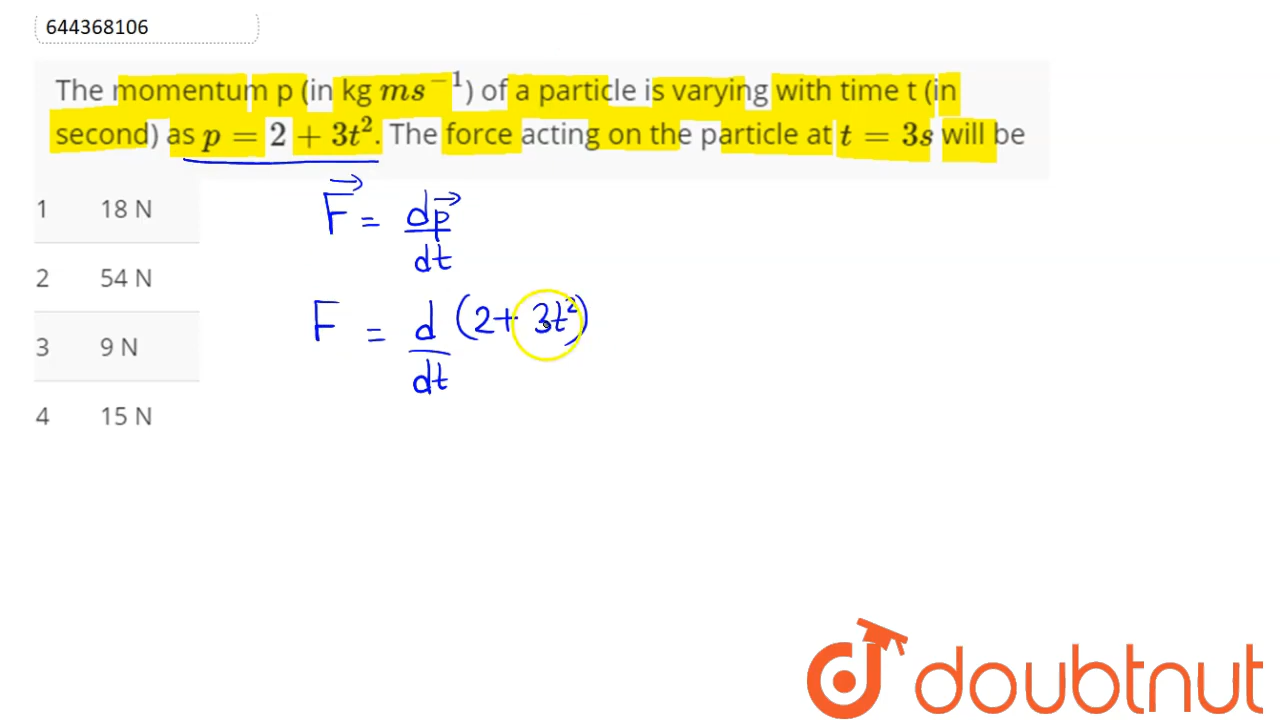 644368106
The momentum p (in kg ms⁻¹) of a particle is varying with time t (in
second) as p = 2 + 3t². The force acting on the particle at t = 3s will be
1 18 N
2 54 N
3 9 N
4 15 N
F⃗ = dp⃗/dt
F = d/dt (2+ 3t²)
doubtnut